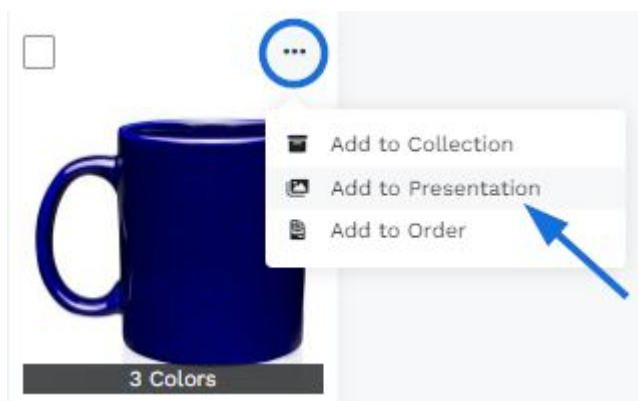 Add to Collection
Add to Presentation
Add to Order
3 Colors